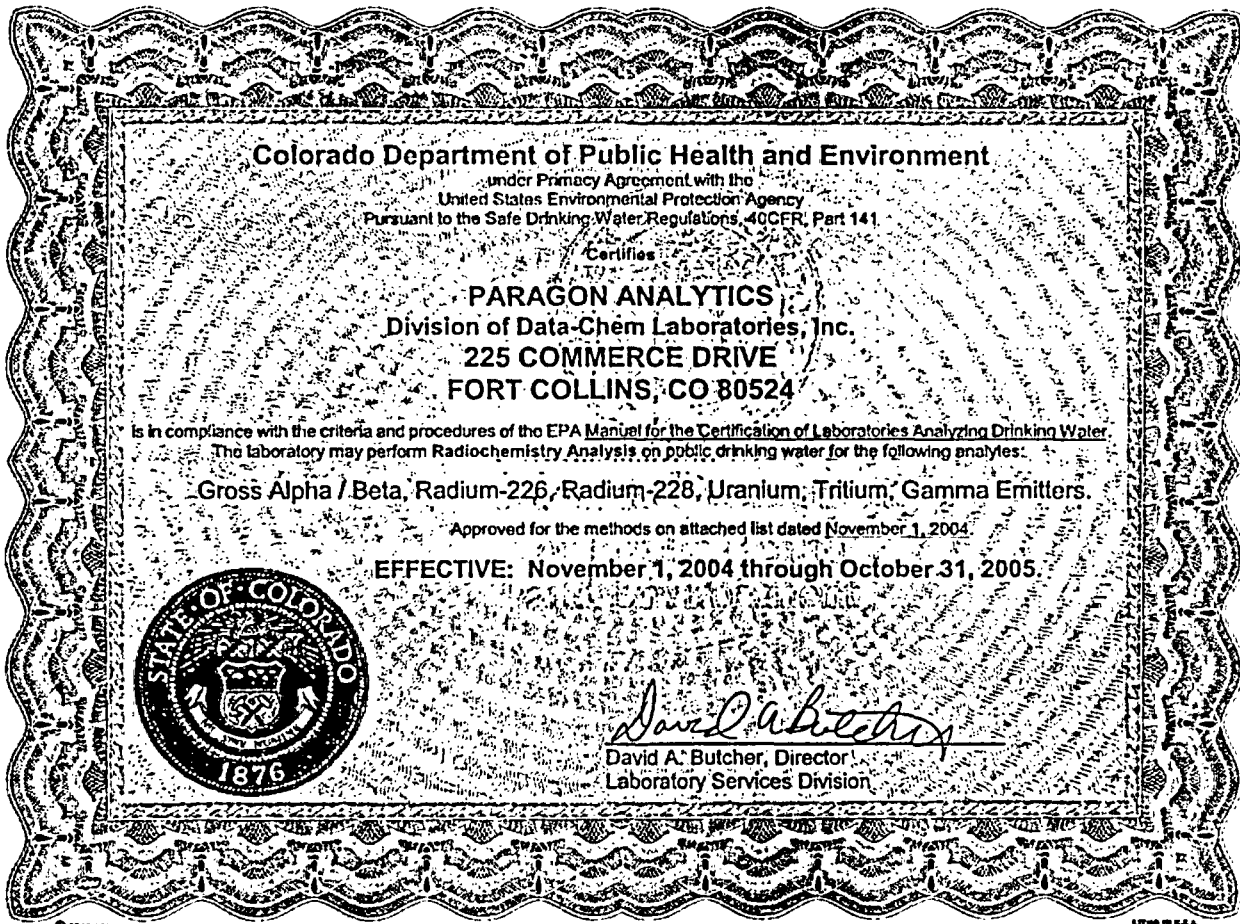 Colorado Department of Public Health and Environment
under Primacy Agreement with the
United States Environmental Protection Agency
Pursuant to the Safe Drinking Water Regulations, 40CFR, Part 141
Certifies
PARAGON ANALYTICS
Division of Data-Chem Laboratories, Inc.
225 COMMERCE DRIVE
FORT COLLINS, CO 80524
is in compliance with the criteria and procedures of the EPA Manual for the Certification of Laboratories Analyzing Drinking Water
The laboratory may perform Radiochemistry Analysis on public drinking water for the following analytes:
Gross Alpha / Beta, Radium-226, Radium-228, Uranium, Tritium, Gamma Emitters.
Approved for the methods on attached list dated November 1, 2004
EFFECTIVE: November 1, 2004 through October 31, 2005.
STATE OF COLORADO
1876
David A. Butcher
David A. Butcher, Director
Laboratory Services Division